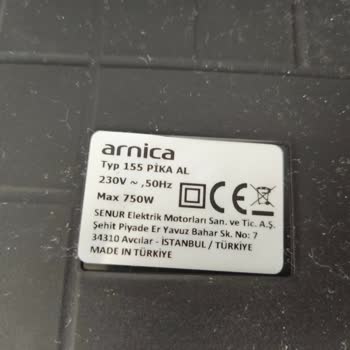 arnica
Typ 155 PİKA AL
230V ~ ,50Hz
Max 750W
CE
SENUR Elektrik Motorları San. ve Tic. A.Ş.
Şehit Piyade Er Yavuz Bahar Sk. No: 7
34310 Avcılar - İSTANBUL / TÜRKİYE
MADE IN TÜRKİYE